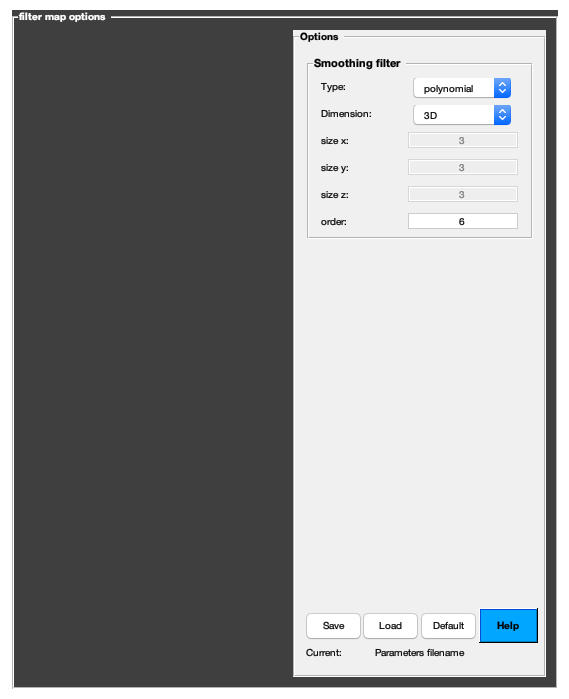 filter map options
Options
Smoothing filter
Type: polynomial
Dimension: 3D
size x: 3
size y: 3
size z: 3
order: 6
Save Load Default Help
Current: Parameters filename